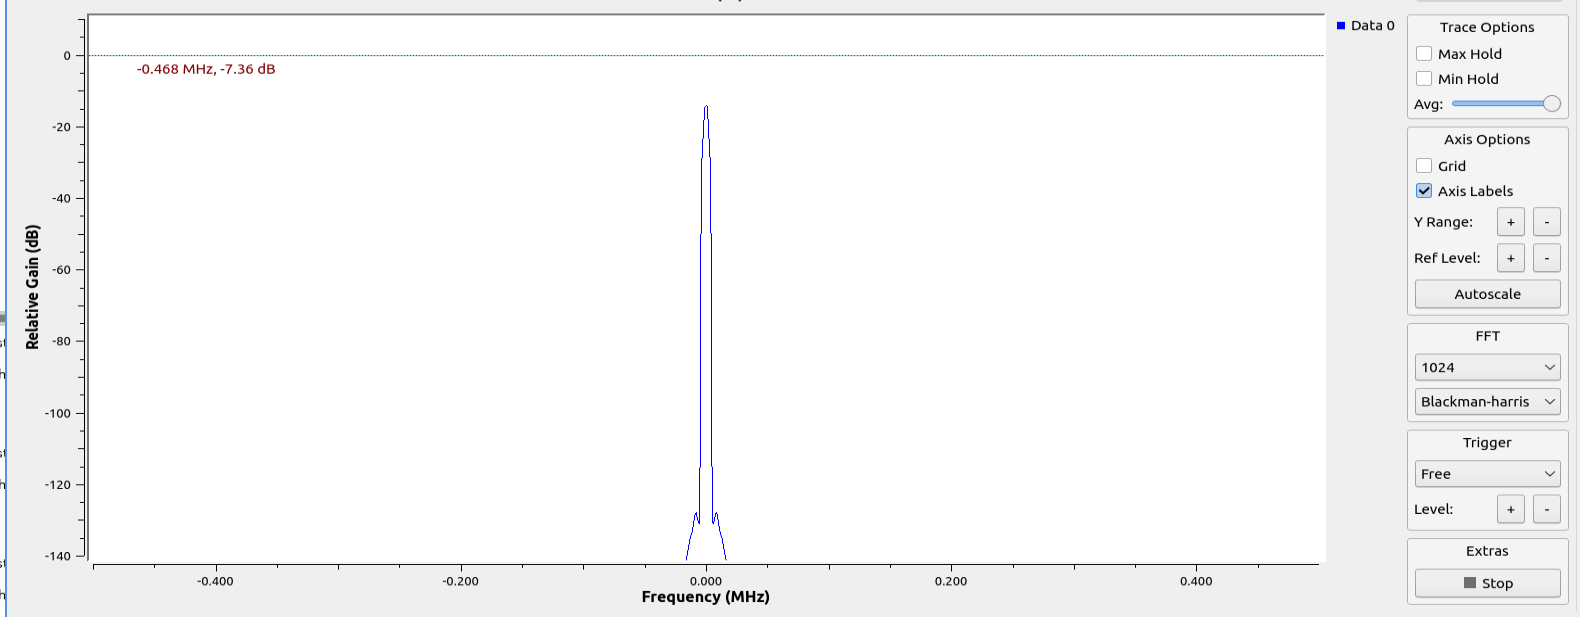 Data 0
0
-0.468 MHz, -7.36 dB
-20
-40
-60
-80
-100
-120
-140
Relative Gain (dB)
-0.400
-0.200
0.000
0.200
0.400
Frequency (MHz)
Trace Options
Max Hold
Min Hold
Avg:
Axis Options
Grid
Axis Labels
Y Range: + -
Ref Level: + -
Autoscale
FFT
1024
Blackman-harris
Trigger
Free
Level: + -
Extras
Stop